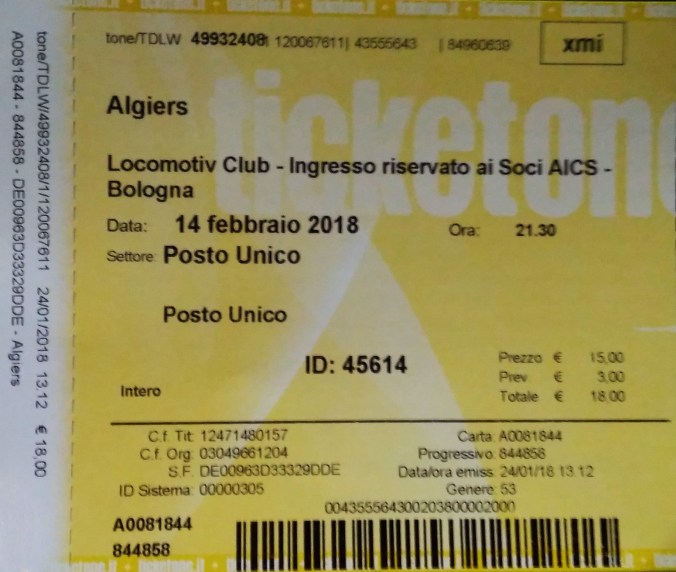 tone/TDLW 49932408 1 120067611 43555643 84960639
xmi
ticketone
Algiers
Locomotiv Club - Ingresso riservato ai Soci AICS -
Bologna
Data: 14 febbraio 2018 Ora: 21.30
Settore: Posto Unico
Posto Unico
ID: 45614
Prezzo € 15,00
Prev € 3,00
Totale € 18,00
Intero
C.f. Tit: 12471480157
C.f. Org: 03049661204
S.F. DE00963D33329DDE
ID Sistema: 00000305
Carta: A0081844
Progressivo: 844858
Data/ora emiss. 24/01/18 13.12
Genere: 53
00435556430020380000200​0
A0081844
844858
tone/TDLW/49932408/1/120067611 24/01/2018 13.12 € 18,00
A0081844 - 844858 - DE00963D33329DDE - Algiers